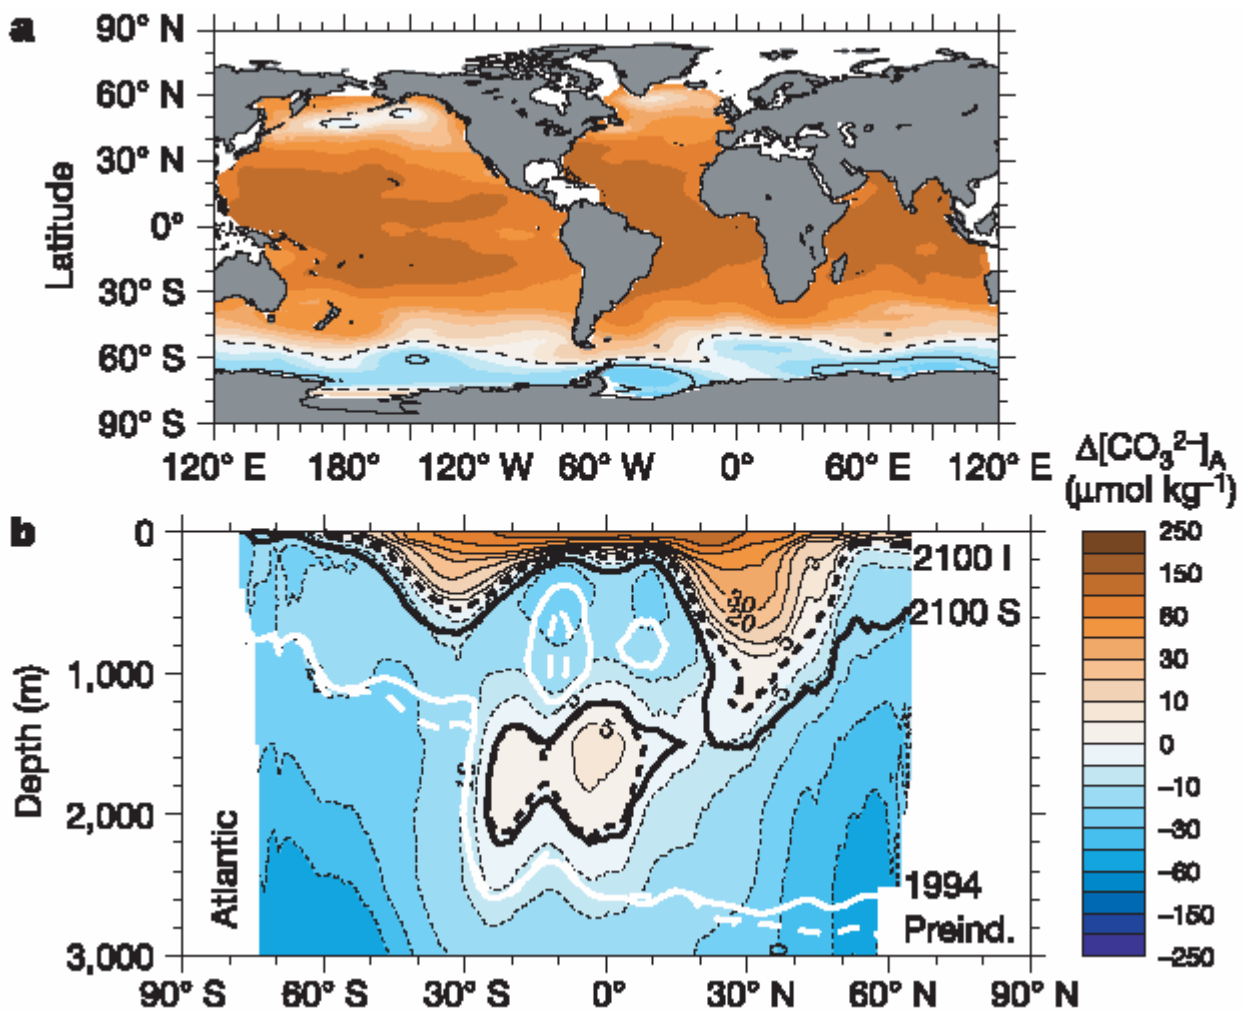 a
90° N
60° N
30° N
0°
30° S
60° S
90° S
Latitude
120° E 180° 120° W 60° W 0° 60° E 120° E
Δ[CO₃²⁻]A
(μmol kg⁻¹)
250
150
60
30
10
0
−10
−30
−60
−150
−250
b
0
1,000
2,000
3,000
Depth (m)
Atlantic
2100 I
2100 S
1994
Preind.
90° S 60° S 30° S 0° 30° N 60° N 90° N